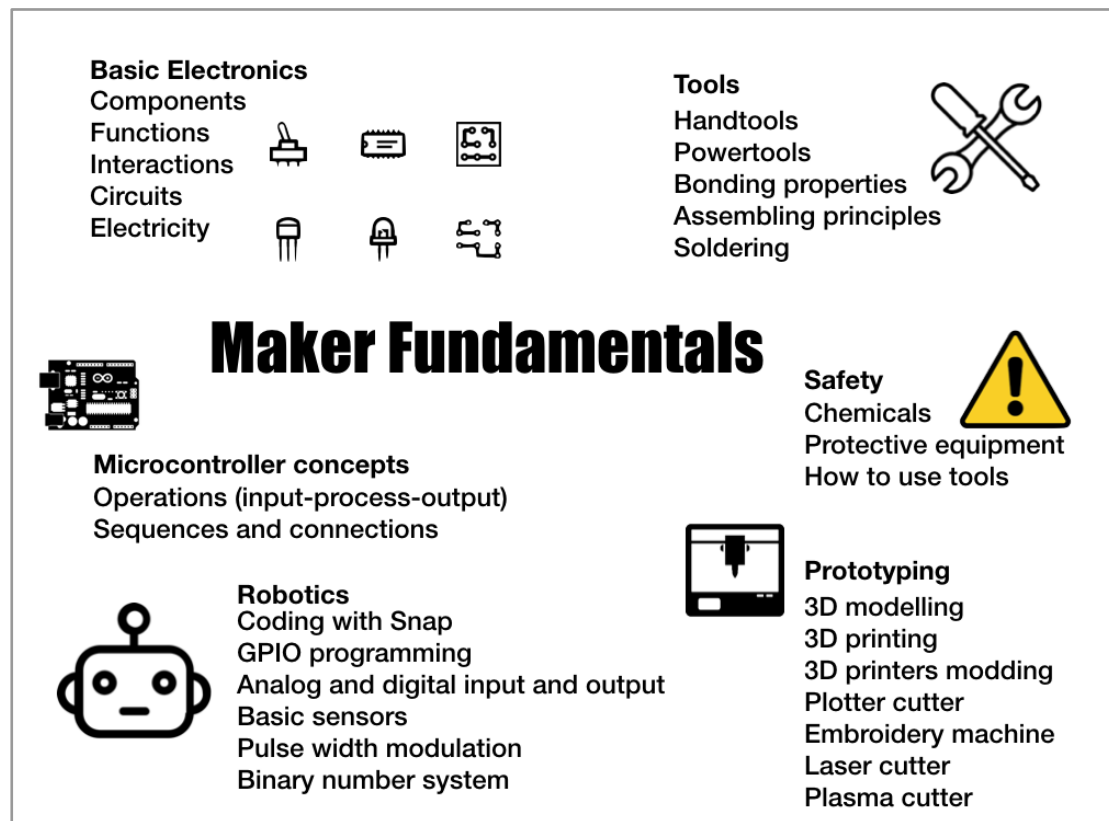 Basic Electronics
Components
Functions
Interactions
Circuits
Electricity
Tools
Handtools
Powertools
Bonding properties
Assembling principles
Soldering
Maker Fundamentals
Safety
Chemicals
Protective equipment
How to use tools
Microcontroller concepts
Operations (input-process-output)
Sequences and connections
Robotics
Coding with Snap
GPIO programming
Analog and digital input and output
Basic sensors
Pulse width modulation
Binary number system
Prototyping
3D modelling
3D printing
3D printers modding
Plotter cutter
Embroidery machine
Laser cutter
Plasma cutter